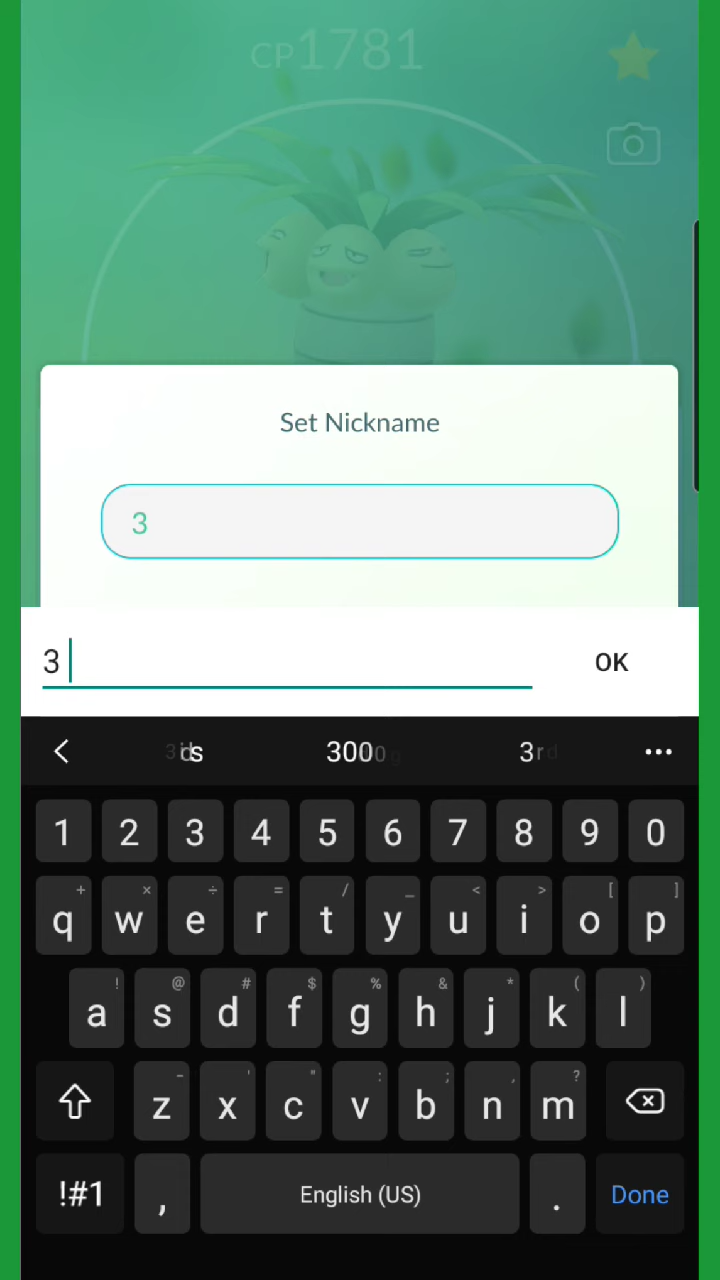 CP1781
Set Nickname
3
3
OK
300
3r
1 2 3 4 5 6 7 8 9 0
+ × ÷ = / _ < > [ ]
q w e r t y u i o p
! @ # $ % & * ( )
a s d f g h j k l
- ' " : ; , ?
z x c v b n m
!#1 , English (US) . Done